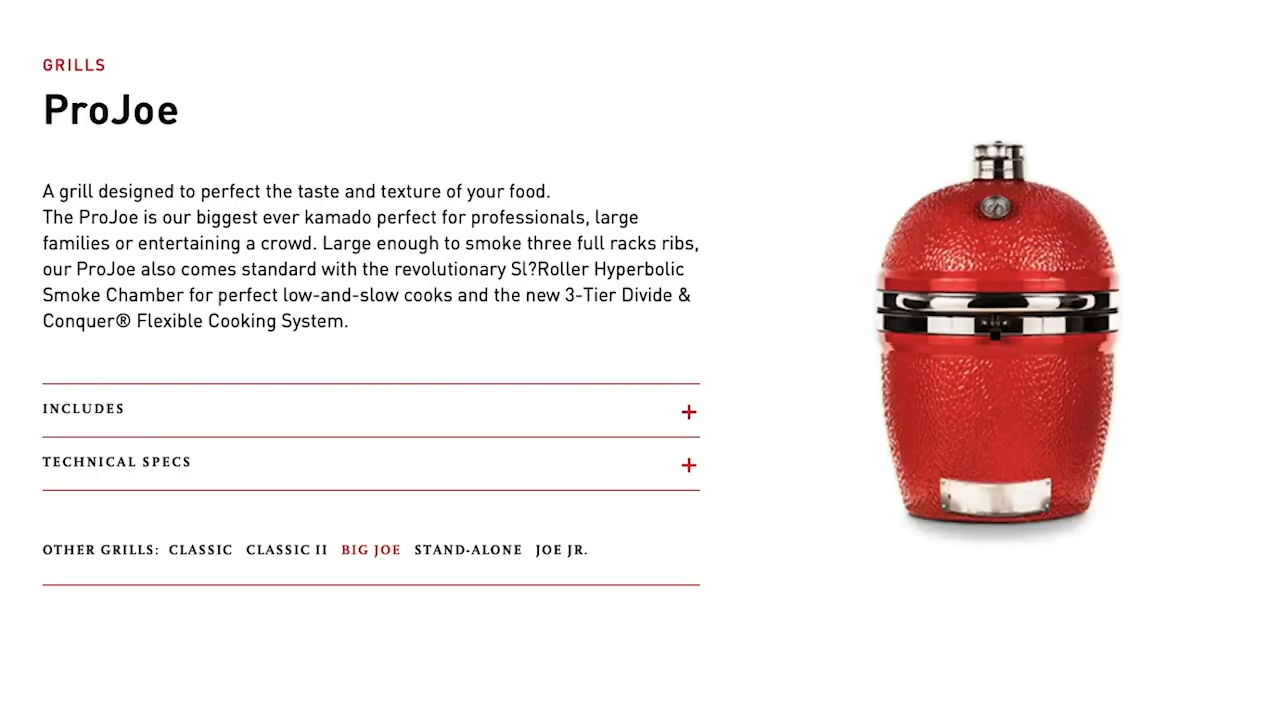 GRILLS
ProJoe
A grill designed to perfect the taste and texture of your food.
The ProJoe is our biggest ever kamado perfect for professionals, large
families or entertaining a crowd. Large enough to smoke three full racks ribs,
our ProJoe also comes standard with the revolutionary Sl?Roller Hyperbolic
Smoke Chamber for perfect low-and-slow cooks and the new 3-Tier Divide &
Conquer® Flexible Cooking System.
INCLUDES +
TECHNICAL SPECS +
OTHER GRILLS: CLASSIC CLASSIC II BIG JOE STAND-ALONE JOE JR.